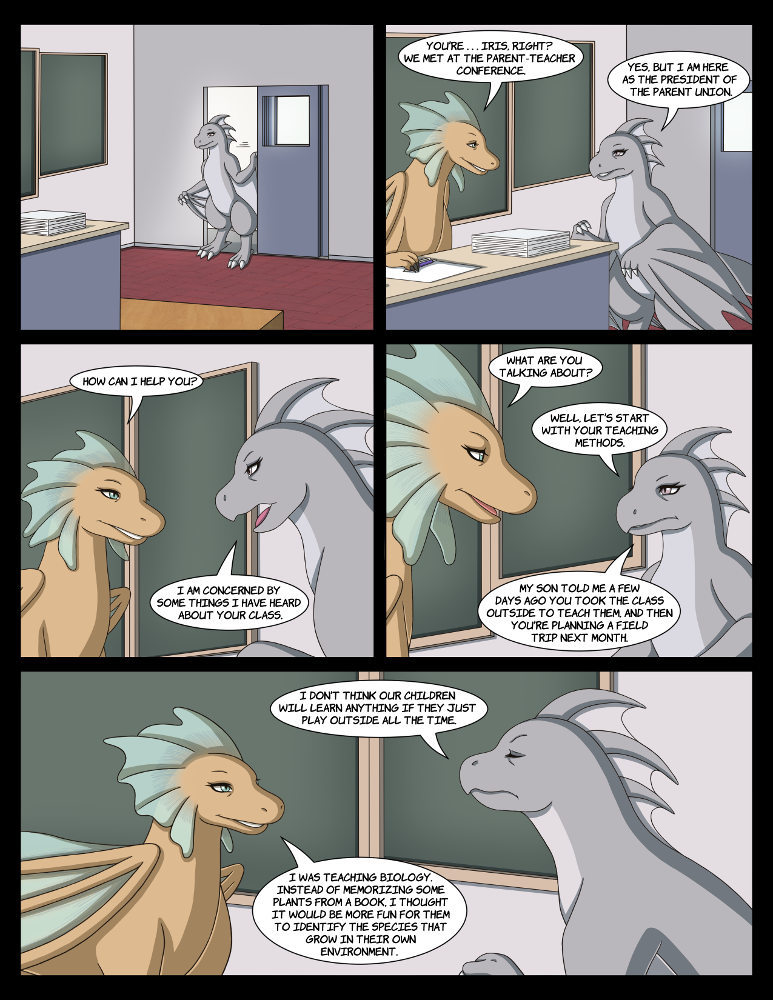 YOU'RE . . . IRIS, RIGHT?
WE MET AT THE PARENT-TEACHER
CONFERENCE.
YES, BUT I AM HERE
AS THE PRESIDENT OF
THE PARENT UNION.
HOW CAN I HELP YOU?
I AM CONCERNED BY
SOME THINGS I HAVE HEARD
ABOUT YOUR CLASS.
WHAT ARE YOU
TALKING ABOUT?
WELL, LET'S START
WITH YOUR TEACHING
METHODS.
MY SON TOLD ME A FEW
DAYS AGO YOU TOOK THE CLASS
OUTSIDE TO TEACH THEM, AND THEN
YOU'RE PLANNING A FIELD
TRIP NEXT MONTH.
I DON'T THINK OUR CHILDREN
WILL LEARN ANYTHING IF THEY JUST
PLAY OUTSIDE ALL THE TIME.
I WAS TEACHING BIOLOGY.
INSTEAD OF MEMORIZING SOME
PLANTS FROM A BOOK, I THOUGHT
IT WOULD BE MORE FUN FOR THEM
TO IDENTIFY THE SPECIES THAT
GROW IN THEIR OWN
ENVIRONMENT.